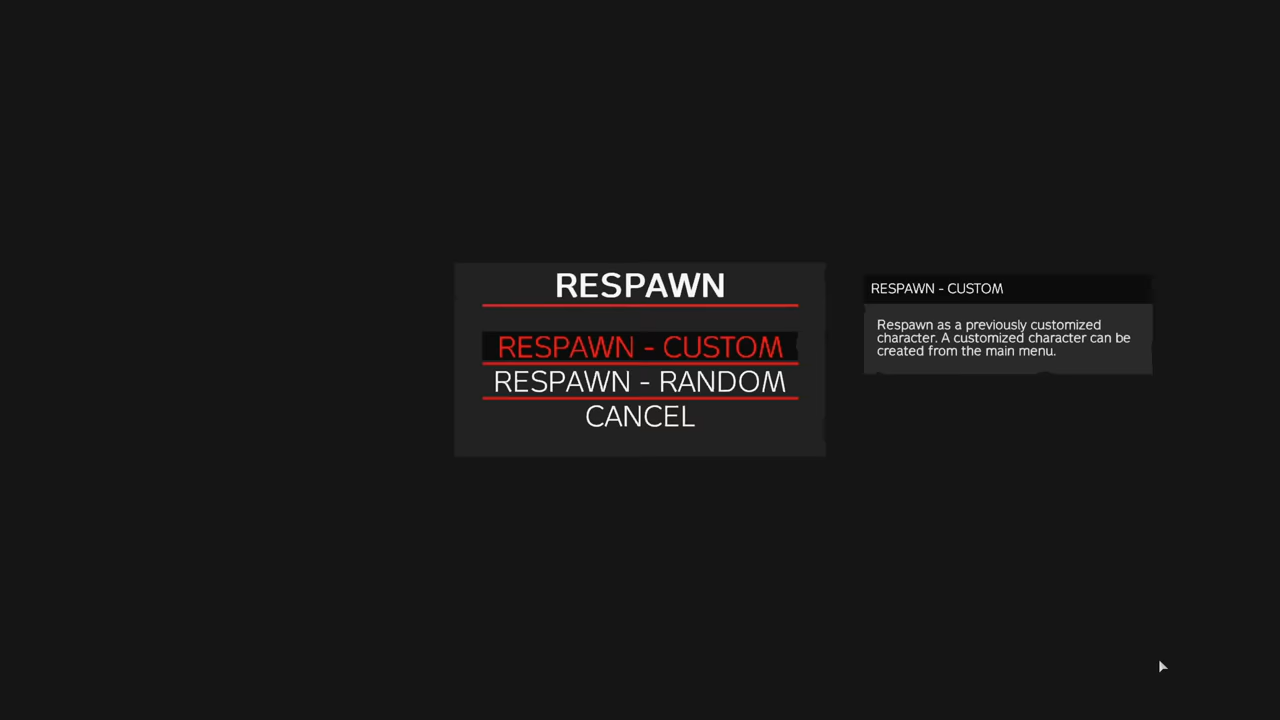 RESPAWN
RESPAWN - CUSTOM
RESPAWN - RANDOM
CANCEL
RESPAWN - CUSTOM
Respawn as a previously customized
character. A customized character can be
created from the main menu.